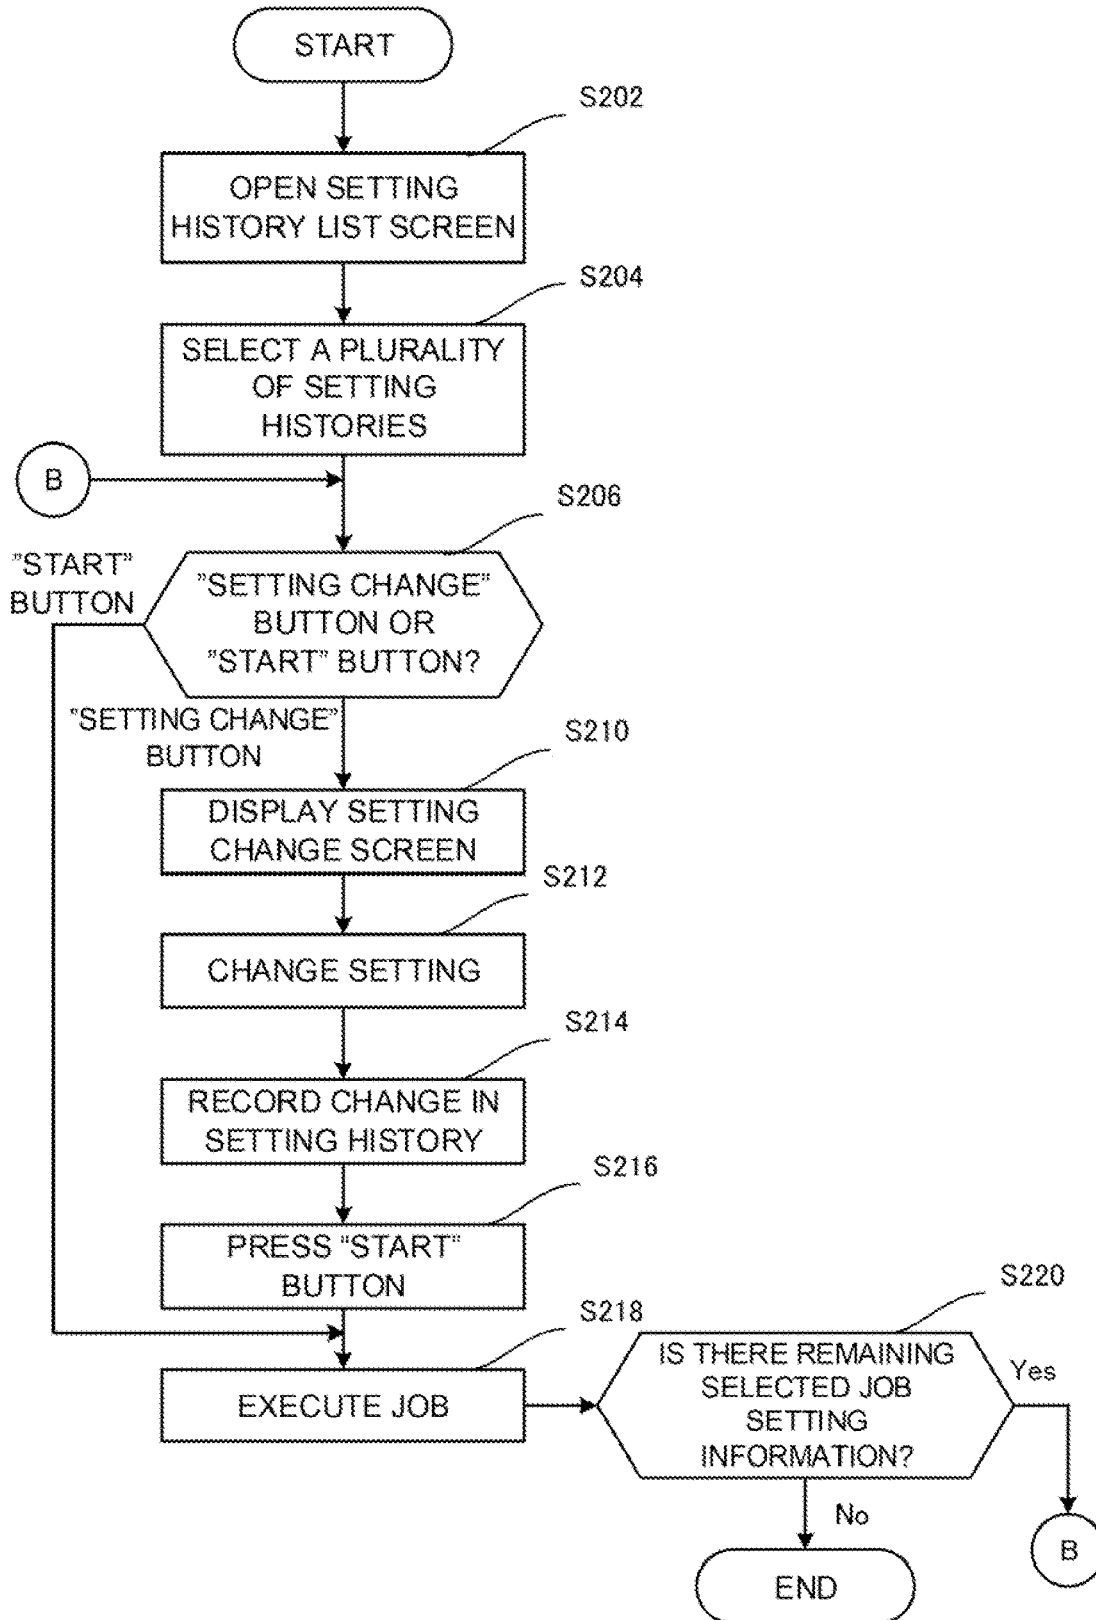 START
S202
OPEN SETTING
HISTORY LIST SCREEN
S204
SELECT A PLURALITY
OF SETTING
HISTORIES
B
S206
"START"
BUTTON
"SETTING CHANGE"
BUTTON OR
"START" BUTTON?
"SETTING CHANGE"
BUTTON
S210
DISPLAY SETTING
CHANGE SCREEN
S212
CHANGE SETTING
S214
RECORD CHANGE IN
SETTING HISTORY
S216
PRESS "START"
BUTTON
S218
EXECUTE JOB
S220
IS THERE REMAINING
SELECTED JOB
SETTING
INFORMATION?
Yes
No
B
END